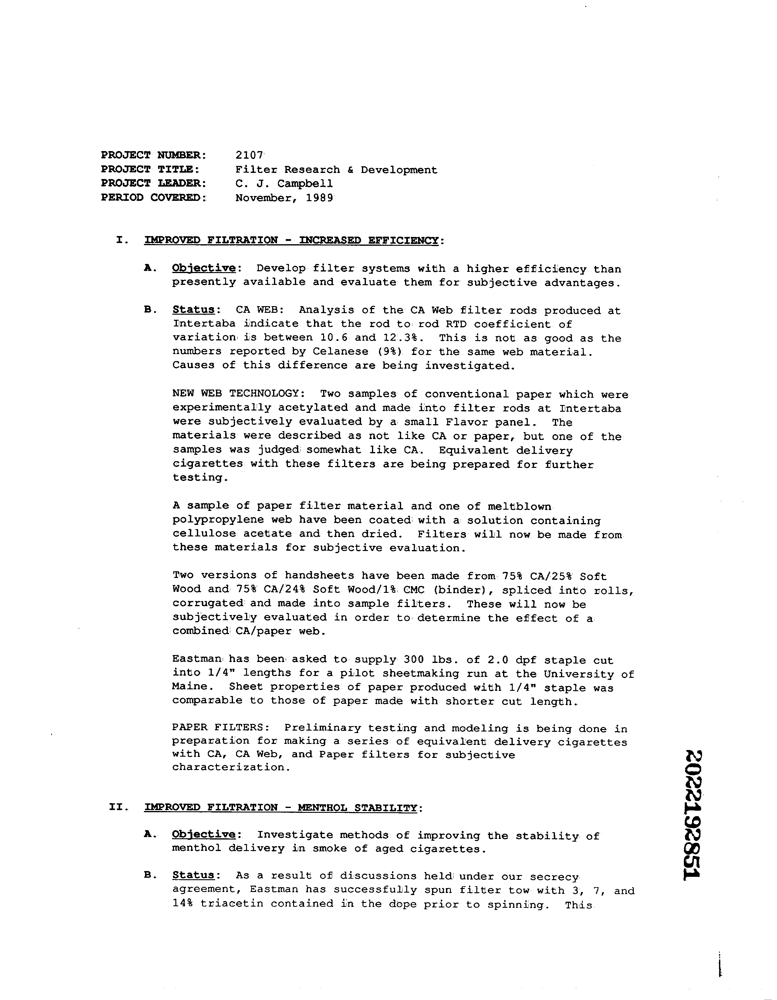 PROJECT NUMBER: 2107
PROJECT TITLE: Filter Research & Development
PROJECT LEADER: C. J. Campbell
PERIOD COVERED: November, 1989
I. IMPROVED FILTRATION - INCREASED EFFICIENCY:
A. Objective: Develop filter systems with a higher efficiency than
presently available and evaluate them for subjective advantages.
B. Status: CA WEB: Analysis of the CA Web filter rods produced at
Intertaba indicate that the rod to rod RTD coefficient of
variation is between 10.6 and 12.3%. This is not as good as the
numbers reported by Celanese (9%) for the same web material.
Causes of this difference are being investigated.
NEW WEB TECHNOLOGY: Two samples of conventional paper which were
experimentally acetylated and made into filter rods at Intertaba
were subjectively evaluated by a small Flavor panel. The
materials were described as not like CA or paper, but one of the
samples was judged somewhat like CA. Equivalent delivery
cigarettes with these filters are being prepared for further
testing.
A sample of paper filter material and one of meltblown
polypropylene web have been coated with a solution containing
cellulose acetate and then dried. Filters will now be made from
these materials for subjective evaluation.
Two versions of handsheets have been made from 75% CA/25% Soft
Wood and 75% CA/24% Soft Wood/1% CMC (binder), spliced into rolls,
corrugated and made into sample filters. These will now be
subjectively evaluated in order to determine the effect of a
combined CA/paper web.
Eastman has been asked to supply 300 lbs. of 2.0 dpf staple cut
into 1/4" lengths for a pilot sheetmaking run at the University of
Maine. Sheet properties of paper produced with 1/4" staple was
comparable to those of paper made with shorter cut length.
PAPER FILTERS: Preliminary testing and modeling is being done in
preparation for making a series of equivalent delivery cigarettes
with CA, CA Web, and Paper filters for subjective
characterization.
II. IMPROVED FILTRATION - MENTHOL STABILITY:
A. Objective: Investigate methods of improving the stability of
menthol delivery in smoke of aged cigarettes.
B. Status: As a result of discussions held under our secrecy
agreement, Eastman has successfully spun filter tow with 3, 7, and
14% triacetin contained in the dope prior to spinning. This
2022192851